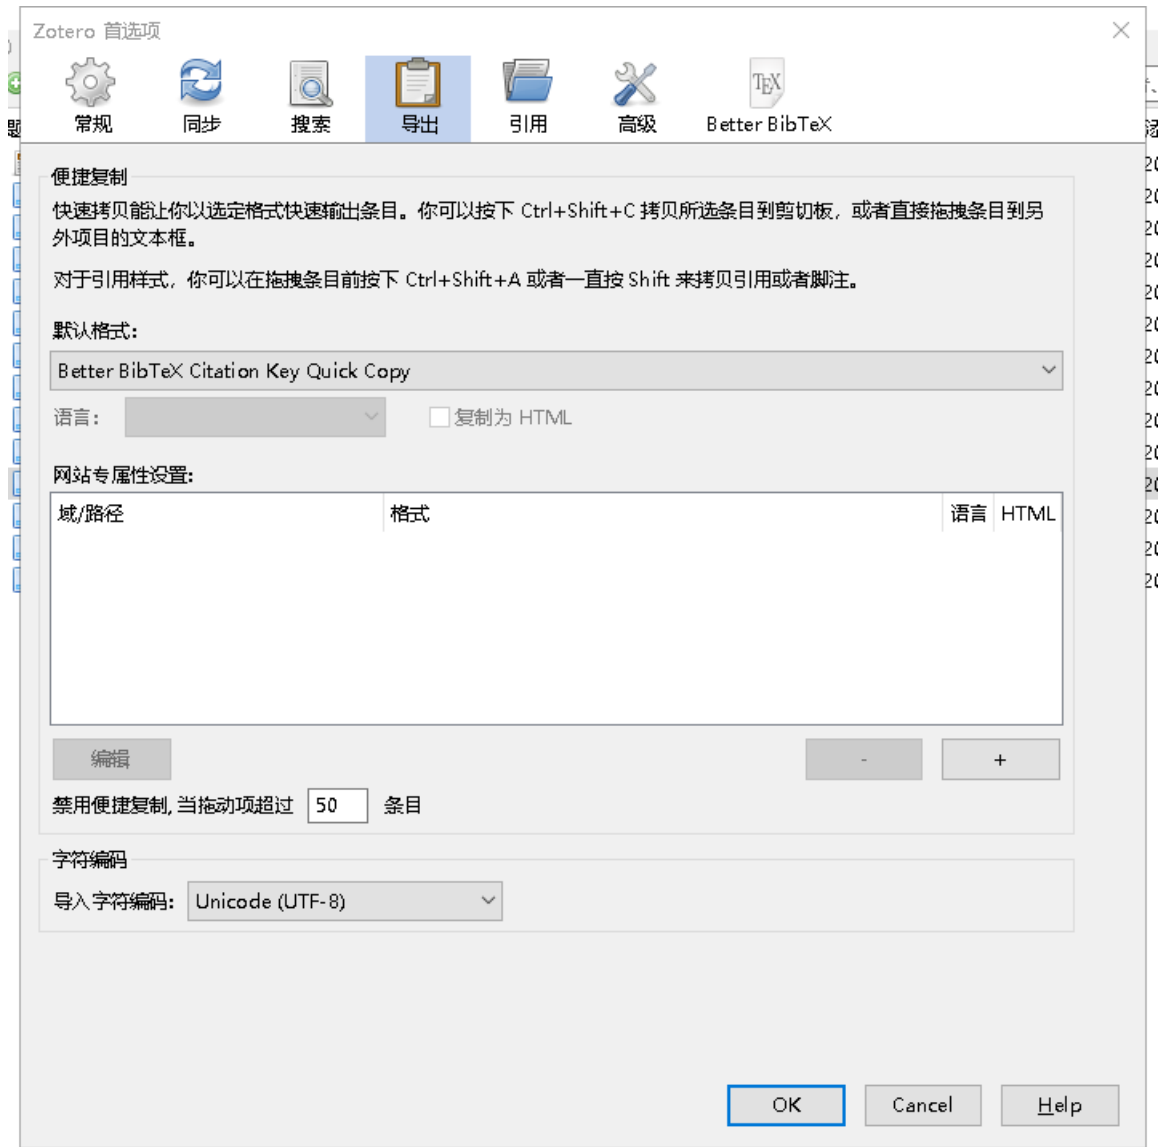 Zotero 首选项
常规 同步 搜索 导出 引用 高级 Better BibTeX
便捷复制
快速拷贝能让你以选定格式快速输出条目。你可以按下 Ctrl+Shift+C 拷贝所选条目到剪切板，或者直接拖拽条目到另
外项目的文本框。
对于引用样式，你可以在拖拽条目前按下 Ctrl+Shift+A 或者一直按 Shift 来拷贝引用或者脚注。
默认格式:
Better BibTeX Citation Key Quick Copy
语言: 复制为 HTML
网站专属性设置:
域/路径 格式 语言 HTML
编辑 - +
禁用便捷复制, 当拖动项超过 50 条目
字符编码
导入字符编码: Unicode (UTF-8)
OK Cancel Help